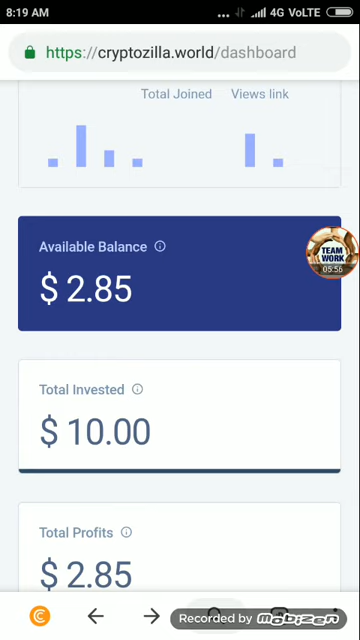 8:19 AM ... 4G VoLTE
https://cryptozilla.world/dashboard
Total Joined Views link
Available Balance
$ 2.85
TEAM
WORK
05:56
Total Invested
$ 10.00
Total Profits
$ 2.85
Recorded by mobizen